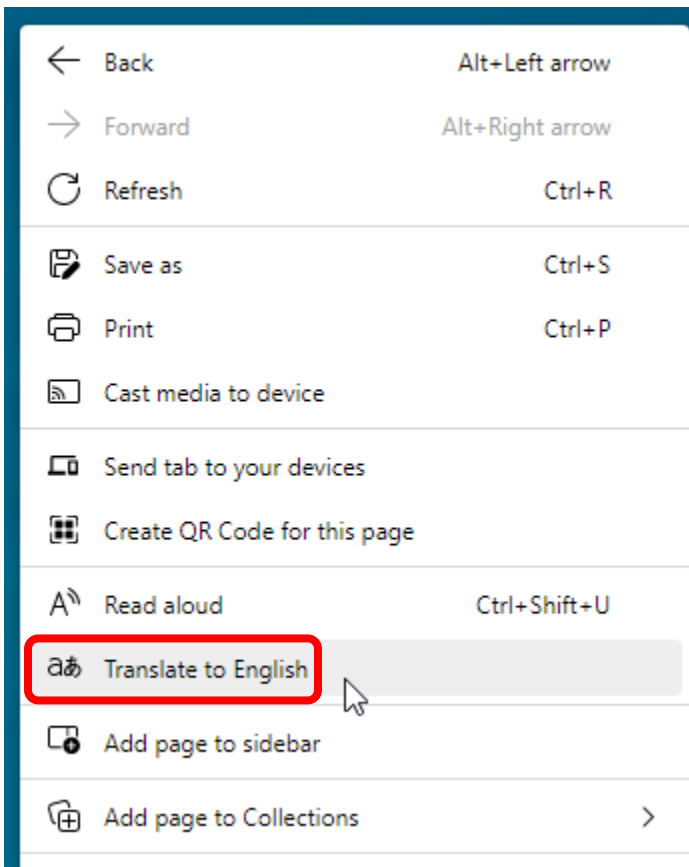 Back Alt+Left arrow
Forward Alt+Right arrow
Refresh Ctrl+R
Save as Ctrl+S
Print Ctrl+P
Cast media to device
Send tab to your devices
Create QR Code for this page
A Read aloud Ctrl+Shift+U
aあ Translate to English
Add page to sidebar
Add page to Collections